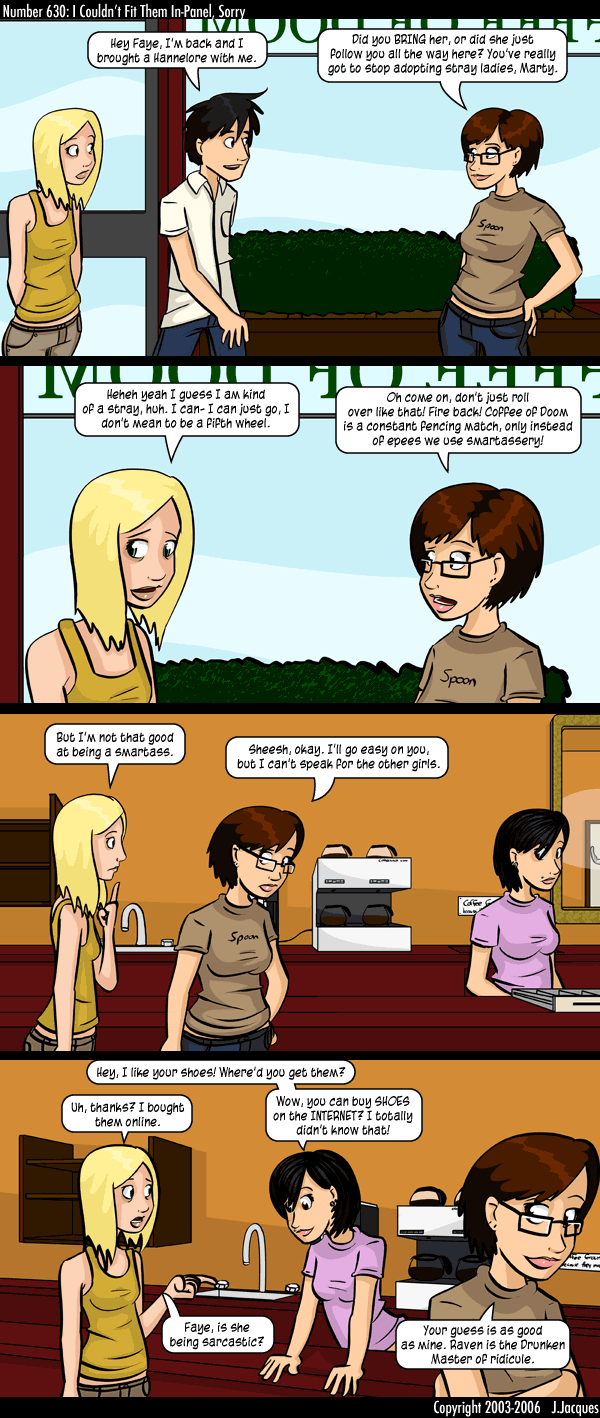 Number 630: I Couldn't Fit Them In-Panel, Sorry
FFEE OF DOOM
Hey Faye, I'm back and I
brought a Hannelore with me.
Did you BRING her, or did she just
follow you all the way here? You've really
got to stop adopting stray ladies, Marty.
Spoon
FFEE OF DOOM
Heheh yeah I guess I am kind
of a stray, huh. I can- I can just go, I
don't mean to be a fifth wheel.
Oh come on, don't just roll
over like that! Fire back! Coffee of Doom
is a constant fencing match, only instead
of epees we use smartassery!
Spoon
But I'm not that good
at being a smartass.
Sheesh, okay. I'll go easy on you,
but I can't speak for the other girls.
Spoon
Coffee G
Hey, I like your shoes! Where'd you get them?
Uh, thanks? I bought
them online.
Wow, you can buy SHOES
on the INTERNET? I totally
didn't know that!
Faye, is she
being sarcastic?
Your guess is as good
as mine. Raven is the Drunken
Master of ridicule.
Copyright 2003-2006 J.Jacques